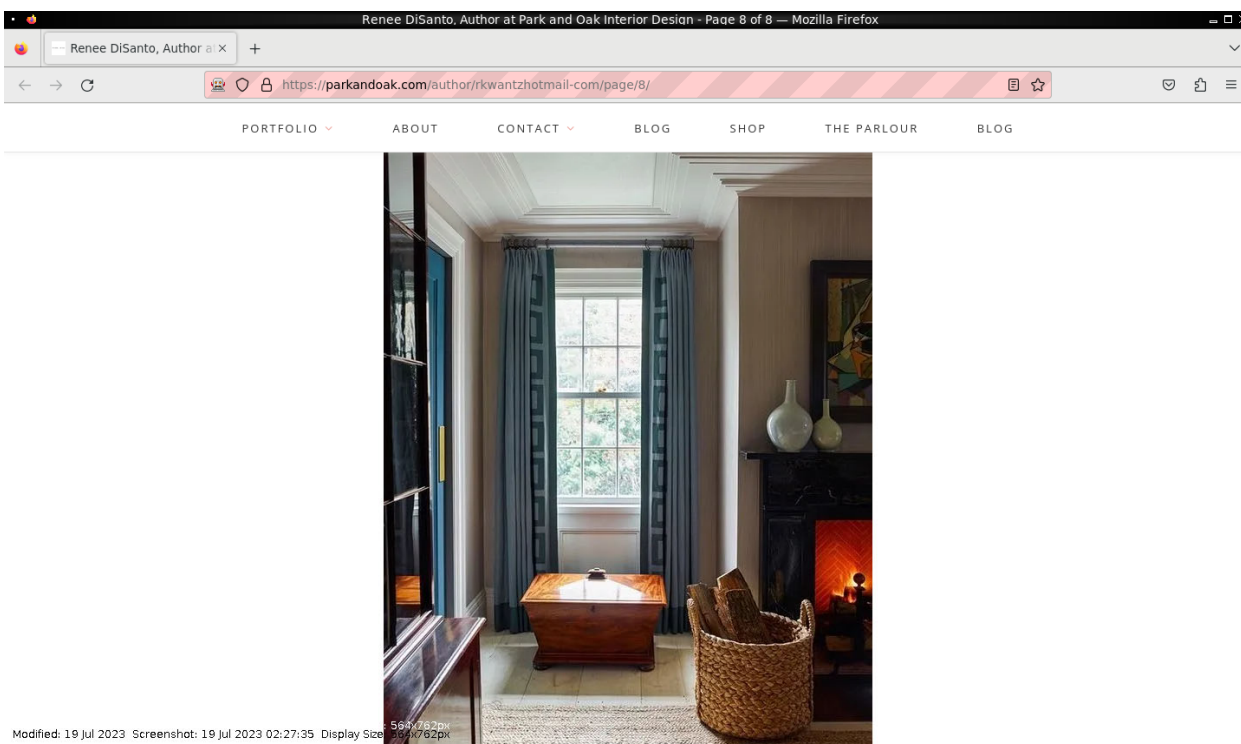 Renee DiSanto, Author at Park and Oak Interior Design - Page 8 of 8 — Mozilla Firefox
Renee DiSanto, Author a
https://parkandoak.com/author/rkwantzhotmail-com/page/8/
PORTFOLIO ABOUT CONTACT BLOG SHOP THE PARLOUR BLOG
: 564x762px
Modified: 19 Jul 2023 Screenshot: 19 Jul 2023 02:27:35 Display Size: 564x762px